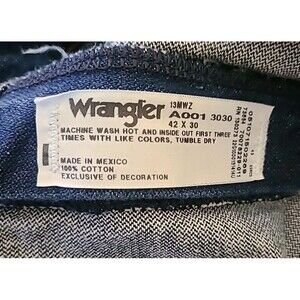 13MWZ
Wrangler A001 3030
42 X 30
MACHINE WASH HOT AND INSIDE OUT FIRST THREE
TIMES WITH LIKE COLORS, TUMBLE DRY
MADE IN MEXICO
100% COTTON
EXCLUSIVE OF DECORATION